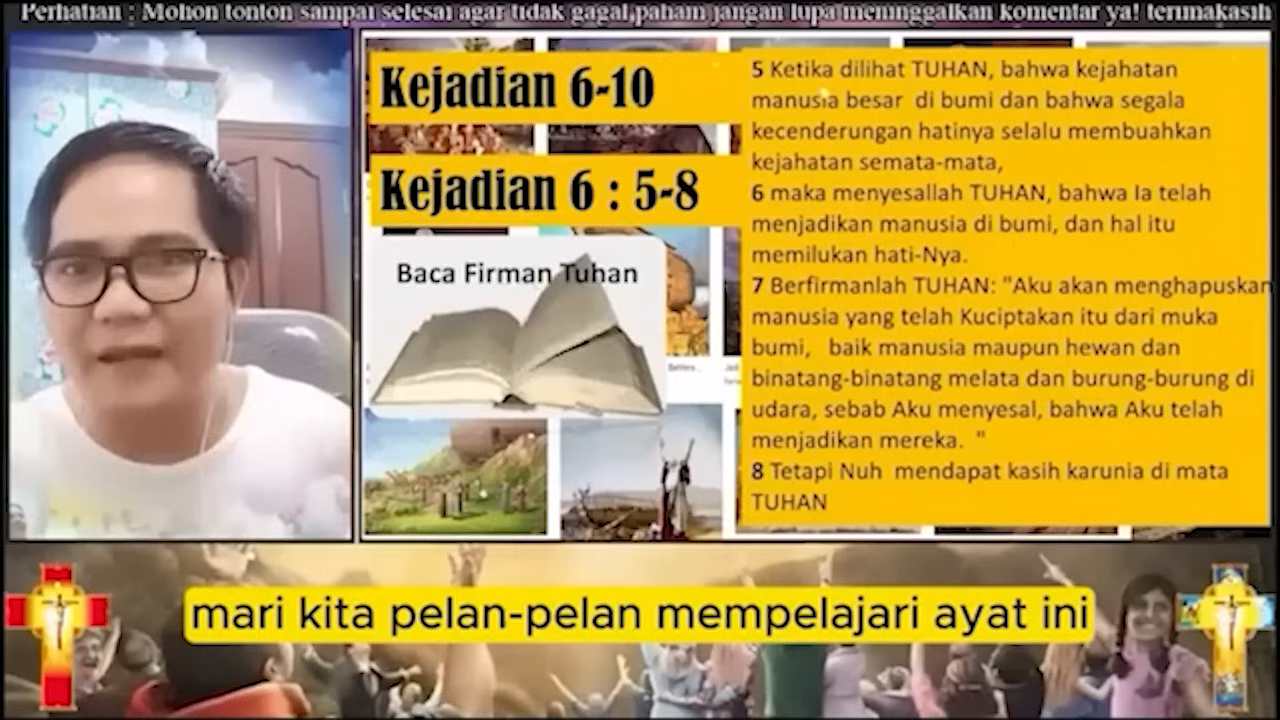 Perhatian : Mohon tonton sampai selesai agar tidak gagal,paham jangan lupa meninggalkan komentar ya! terimakasih
Kejadian 6-10
Kejadian 6 : 5-8
Baca Firman Tuhan
5 Ketika dilihat TUHAN, bahwa kejahatan
manusia besar di bumi dan bahwa segala
kecenderungan hatinya selalu membuahkan
kejahatan semata-mata,
6 maka menyesallah TUHAN, bahwa Ia telah
menjadikan manusia di bumi, dan hal itu
memilukan hati-Nya.
7 Berfirmanlah TUHAN: "Aku akan menghapuskan
manusia yang telah Kuciptakan itu dari muka
bumi, baik manusia maupun hewan dan
binatang-binatang melata dan burung-burung di
udara, sebab Aku menyesal, bahwa Aku telah
menjadikan mereka. "
8 Tetapi Nuh mendapat kasih karunia di mata
TUHAN
mari kita pelan-pelan mempelajari ayat ini